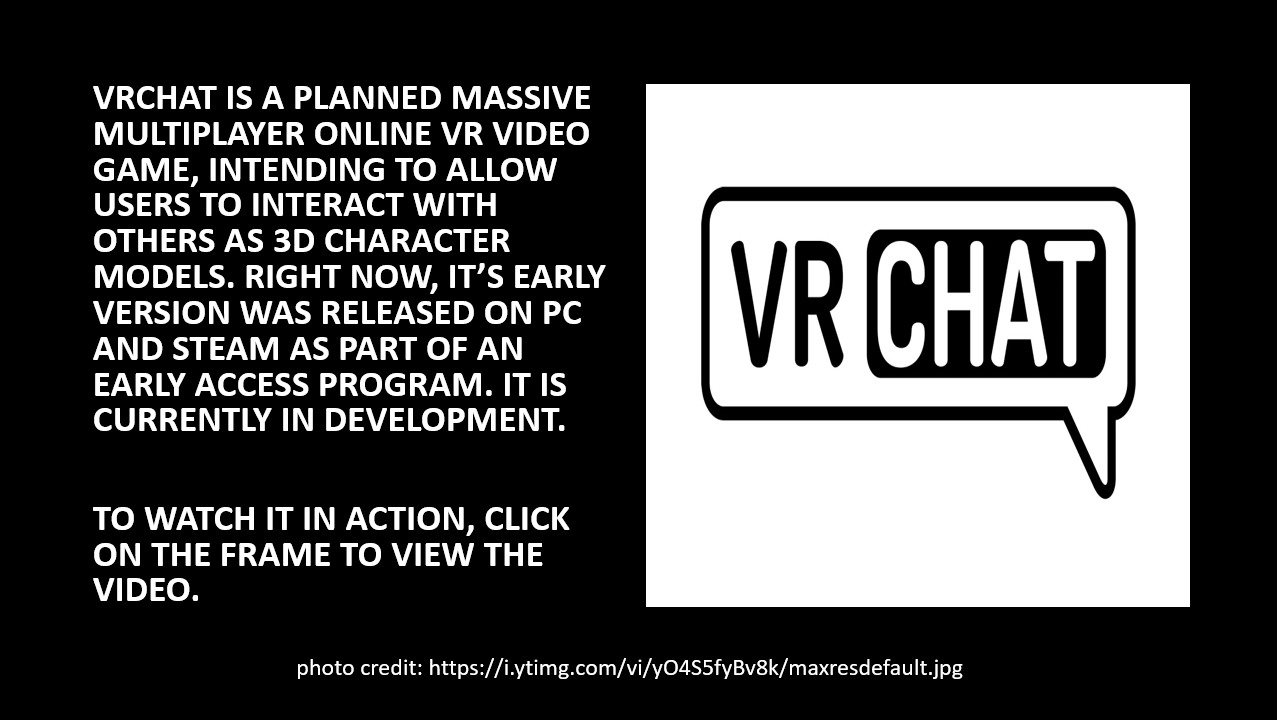 VRCHAT IS A PLANNED MASSIVE
MULTIPLAYER ONLINE VR VIDEO
GAME, INTENDING TO ALLOW
USERS TO INTERACT WITH
OTHERS AS 3D CHARACTER
MODELS. RIGHT NOW, IT’S EARLY
VERSION WAS RELEASED ON PC
AND STEAM AS PART OF AN
EARLY ACCESS PROGRAM. IT IS
CURRENTLY IN DEVELOPMENT.
TO WATCH IT IN ACTION, CLICK
ON THE FRAME TO VIEW THE
VIDEO.
VR CHAT
photo credit: https://i.ytimg.com/vi/yO4S5fyBv8k/maxresdefault.jpg